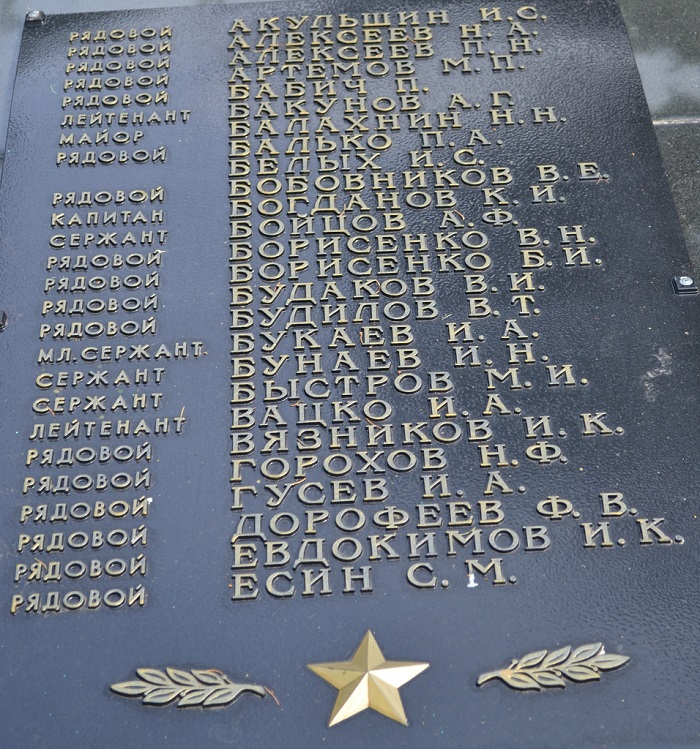 РЯДОВОЙ АКУЛЬШИН И.С.
РЯДОВОЙ АЛЕКСЕЕВ Н.А.
РЯДОВОЙ АЛЕКСЕЕВ П.Н.
РЯДОВОЙ АРТЕМОВ М.П.
РЯДОВОЙ БАБИЧ П.
ЛЕЙТЕНАНТ БАКУНОВ А.Г.
МАЙОР БАЛАХНИН Н.Н.
РЯДОВОЙ БАЛЬКО П.А.
БЕЛЫХ И.С.
РЯДОВОЙ БОБОВНИКОВ В.Е.
КАПИТАН БОГДАНОВ К.И.
СЕРЖАНТ БОЙЦОВ А.Ф.
РЯДОВОЙ БОРИСЕНКО В.Н.
РЯДОВОЙ БОРИСЕНКО Б.И.
РЯДОВОЙ БУДАКОВ В.И.
РЯДОВОЙ БУДИЛОВ В.Т.
МЛ.СЕРЖАНТ БУКАЕВ И.А.
СЕРЖАНТ БУНАЕВ И.Н.
СЕРЖАНТ БЫСТРОВ М.И.
ЛЕЙТЕНАНТ ВАЦКО И.А.
РЯДОВОЙ ВЯЗНИКОВ И.К.
РЯДОВОЙ ГОРОХОВ Н.Ф.
РЯДОВОЙ ГУСЕВ И.А.
РЯДОВОЙ ДОРОФЕЕВ Ф.В.
РЯДОВОЙ ЕВДОКИМОВ И.К.
РЯДОВОЙ ЕСИН С.М.